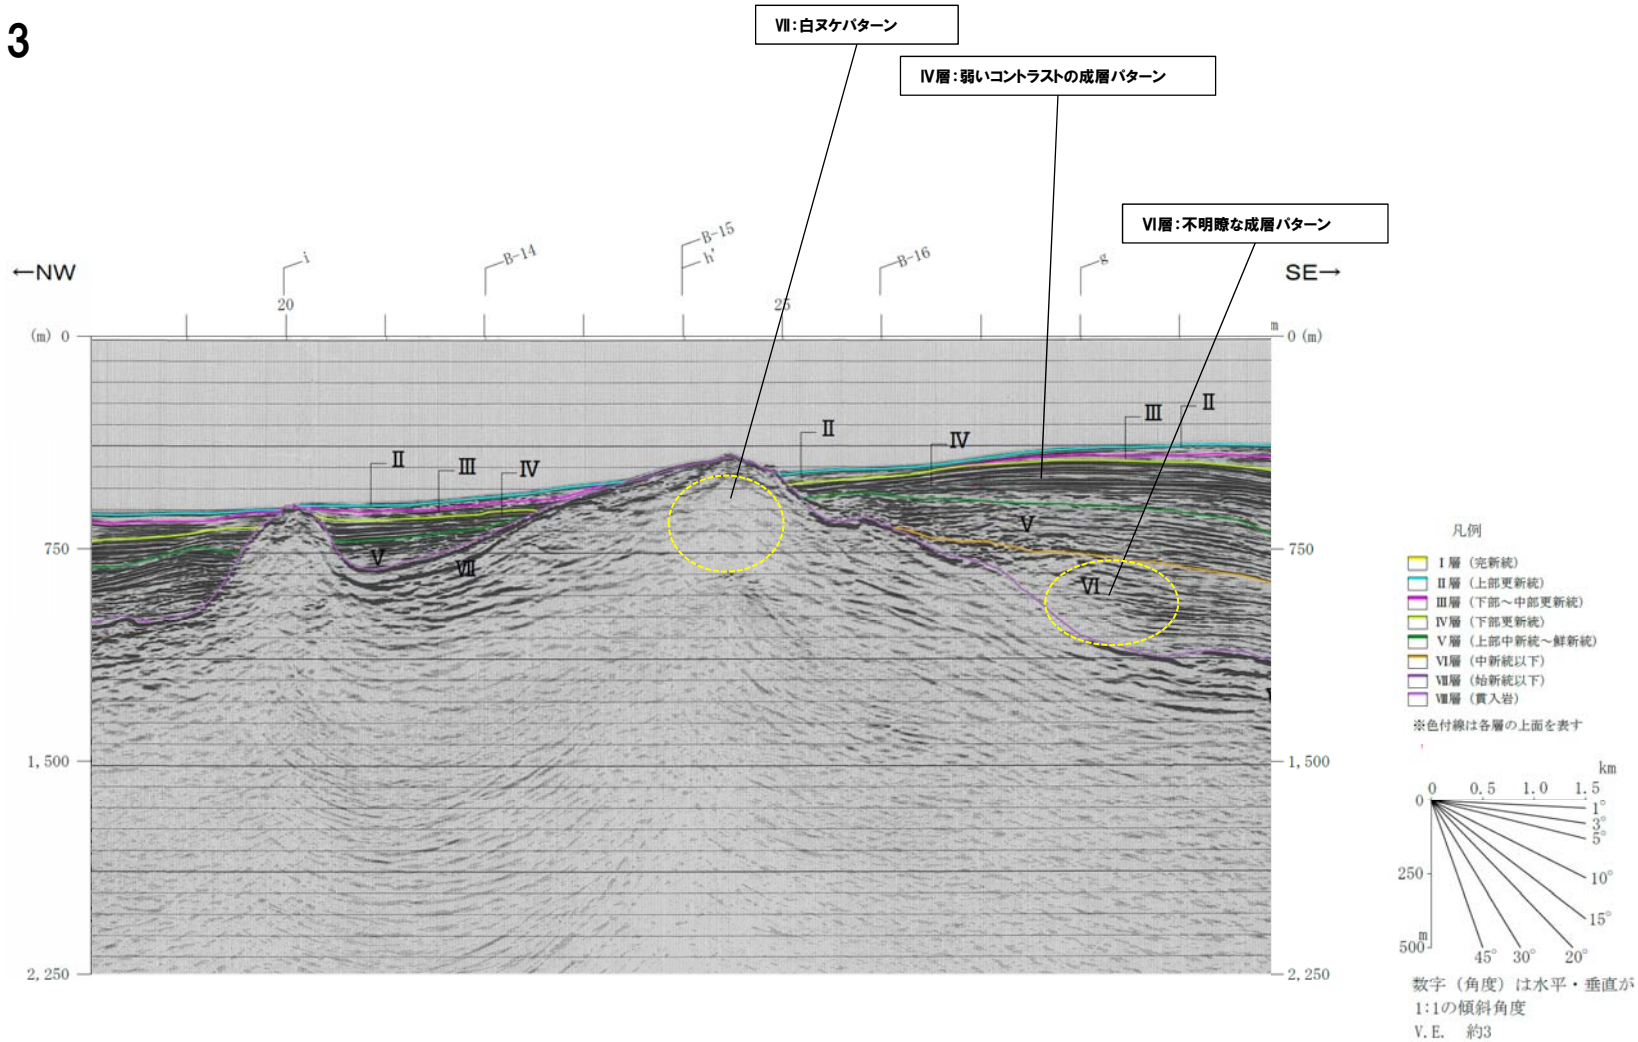 3
Ⅶ:白ヌケパターン
Ⅳ層:弱いコントラストの成層パターン
Ⅵ層:不明瞭な成層パターン
←NW
SE→
i
B-14
B-15
h'
B-16
g
20
25
(m) 0
m
0 (m)
Ⅱ
Ⅲ
Ⅳ
Ⅱ
Ⅳ
Ⅲ
Ⅱ
Ⅴ
Ⅶ
Ⅴ
Ⅵ
750
750
1,500
1,500
2,250
2,250
凡例
Ⅰ層 (完新統)
Ⅱ層 (上部更新統)
Ⅲ層 (下部~中部更新統)
Ⅳ層 (下部更新統)
Ⅴ層 (上部中新統~鮮新統)
Ⅵ層 (中新統以下)
Ⅶ層 (始新統以下)
Ⅷ層 (貫入岩)
※色付線は各層の上面を表す
km
0 0.5 1.0 1.5
0
1°
3°
5°
250
10°
15°
m
500
45° 30° 20°
数字 (角度) は水平・垂直が
1:1の傾斜角度
V.E. 約3